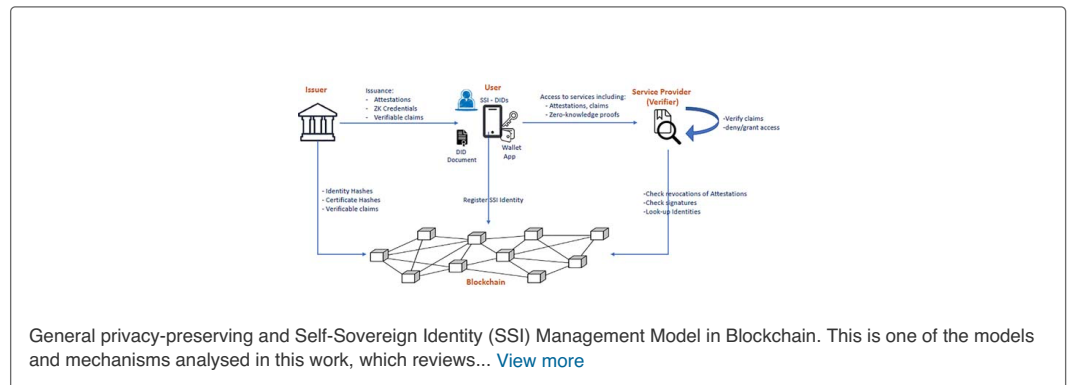 Issuer
Issuance:
- Attestations
- ZK Credentials
- Verifiable claims
User
SSI - DIDs
DID
Document
Wallet
App
Access to services including:
- Attestations, claims
- Zero-knowledge proofs
Service Provider
(Verifier)
-Verify claims
-deny/grant access
- Identity Hashes
- Certificate Hashes
- Verifiable claims
Register SSI Identity
-Check revocations of Attestations
-Check signatures
-Look-up Identities
Blockchain
General privacy-preserving and Self-Sovereign Identity (SSI) Management Model in Blockchain. This is one of the models
and mechanisms analysed in this work, which reviews... View more